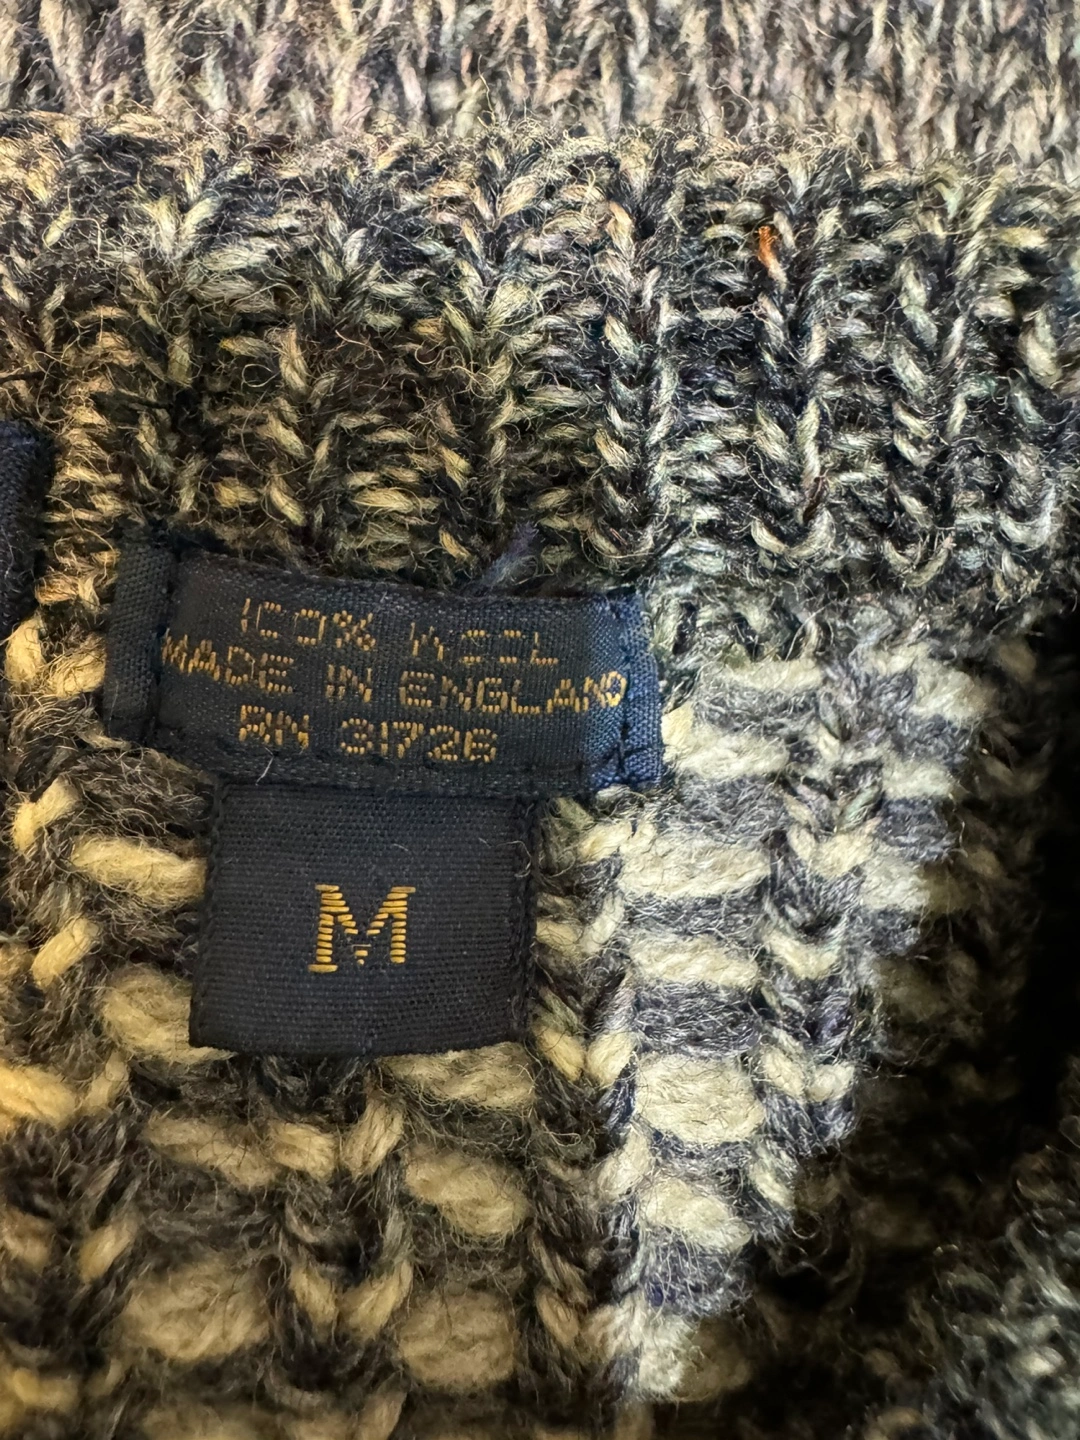 100% WOOL
MADE IN ENGLAND
RN 31726
M